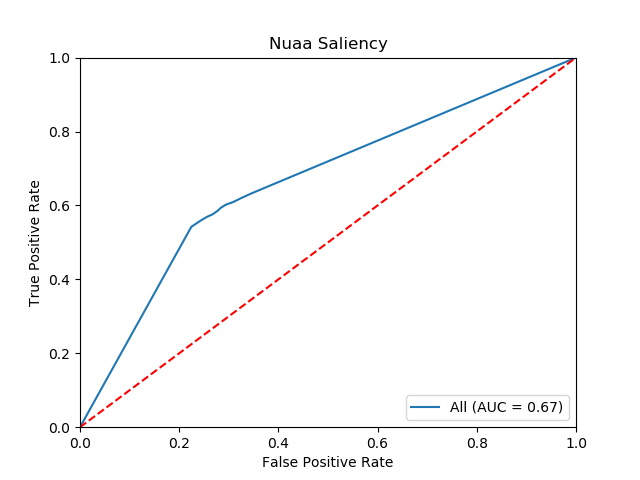 Nuaa Saliency
1.0
0.8
0.6
0.4
0.2
0.0
True Positive Rate
All (AUC = 0.67)
0.0 0.2 0.4 0.6 0.8 1.0
False Positive Rate